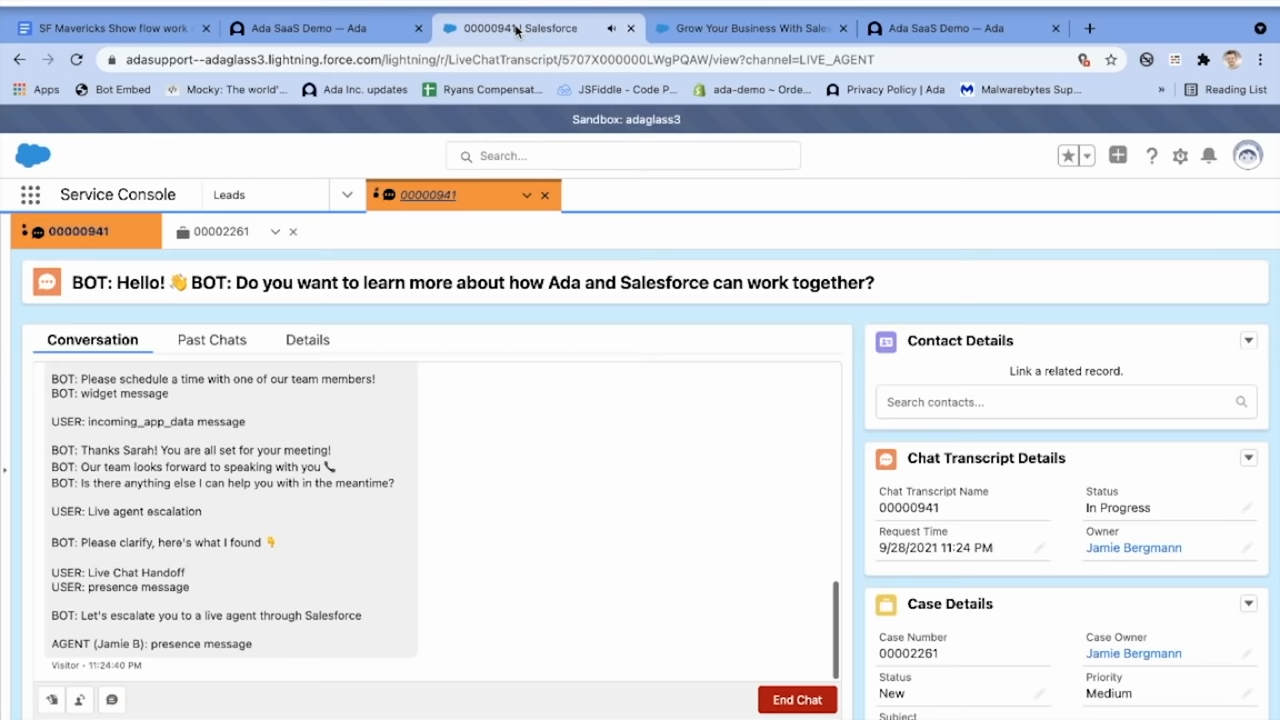 SF Mavericks Show flow work
Ada SaaS Demo — Ada
00000941 | Salesforce
Grow Your Business With Sales
Ada SaaS Demo — Ada
adasupport--adaglass3.lightning.force.com/lightning/r/LiveChatTranscript/5707X000000LWgPQAW/view?channel=LIVE_AGENT
Apps
Bot Embed
Mocky: The world'...
Ada Inc. updates
Ryans Compensat...
JSFiddle - Code P...
ada-demo ~ Orde...
Privacy Policy | Ada
Malwarebytes Sup...
»
Reading List
Sandbox: adaglass3
Search...
Service Console
Leads
00000941
00000941
00002261
BOT: Hello! 👋 BOT: Do you want to learn more about how Ada and Salesforce can work together?
Conversation
Past Chats
Details
BOT: Please schedule a time with one of our team members!
BOT: widget message
USER: incoming_app_data message
BOT: Thanks Sarah! You are all set for your meeting!
BOT: Our team looks forward to speaking with you 📞
BOT: Is there anything else I can help you with in the meantime?
USER: Live agent escalation
BOT: Please clarify, here's what I found 👇
USER: Live Chat Handoff
USER: presence message
BOT: Let's escalate you to a live agent through Salesforce
AGENT (Jamie B): presence message
Visitor • 11:24:40 PM
End Chat
Contact Details
Link a related record.
Search contacts...
Chat Transcript Details
Chat Transcript Name
00000941
Status
In Progress
Request Time
9/28/2021 11:24 PM
Owner
Jamie Bergmann
Case Details
Case Number
00002261
Case Owner
Jamie Bergmann
Status
New
Priority
Medium
Subject